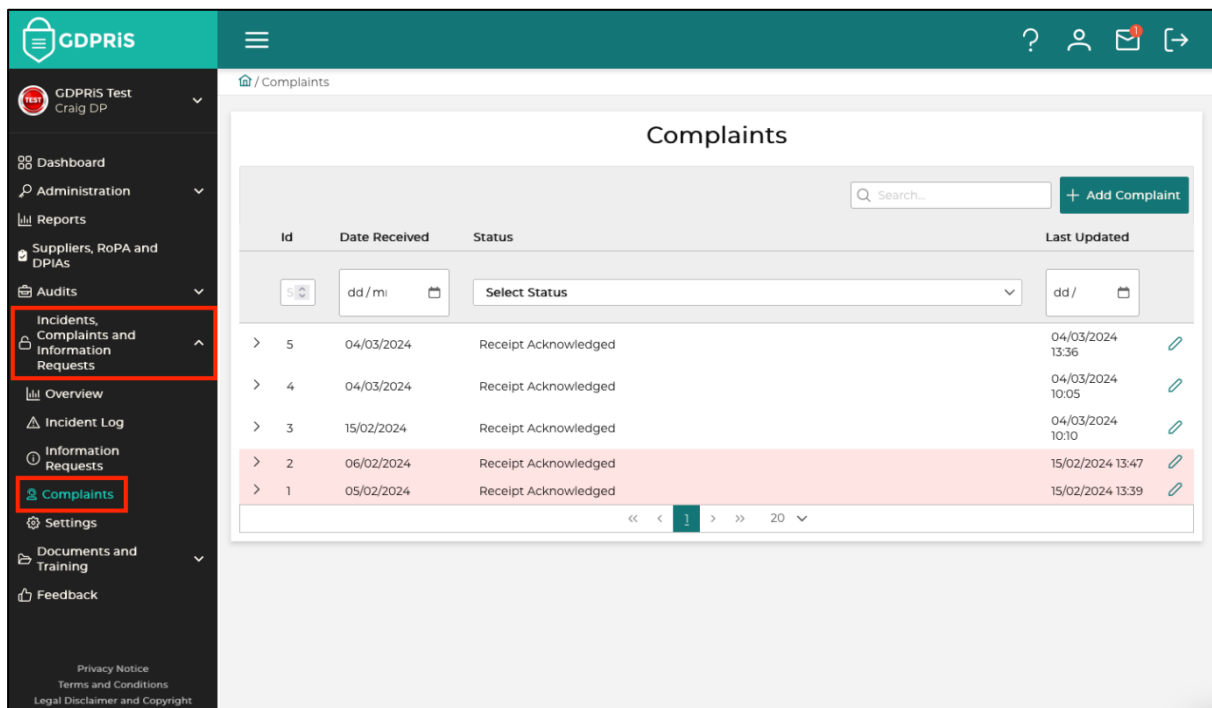 GDPRiS
1
GDPRiS Test
Craig DP
TEST
/ Complaints
Dashboard
Administration
Reports
Suppliers, RoPA and
DPIAs
Audits
Incidents,
Complaints and
Information
Requests
Overview
Incident Log
Information
Requests
Complaints
Settings
Documents and
Training
Feedback
Privacy Notice
Terms and Conditions
Legal Disclaimer and Copyright
Complaints
Search...
+ Add Complaint
Id Date Received Status Last Updated
S dd/m Select Status dd/
5 04/03/2024 Receipt Acknowledged 04/03/2024
13:36
4 04/03/2024 Receipt Acknowledged 04/03/2024
10:05
3 15/02/2024 Receipt Acknowledged 04/03/2024
10:10
2 06/02/2024 Receipt Acknowledged 15/02/2024 13:47
1 05/02/2024 Receipt Acknowledged 15/02/2024 13:39
<< < 1 > >> 20